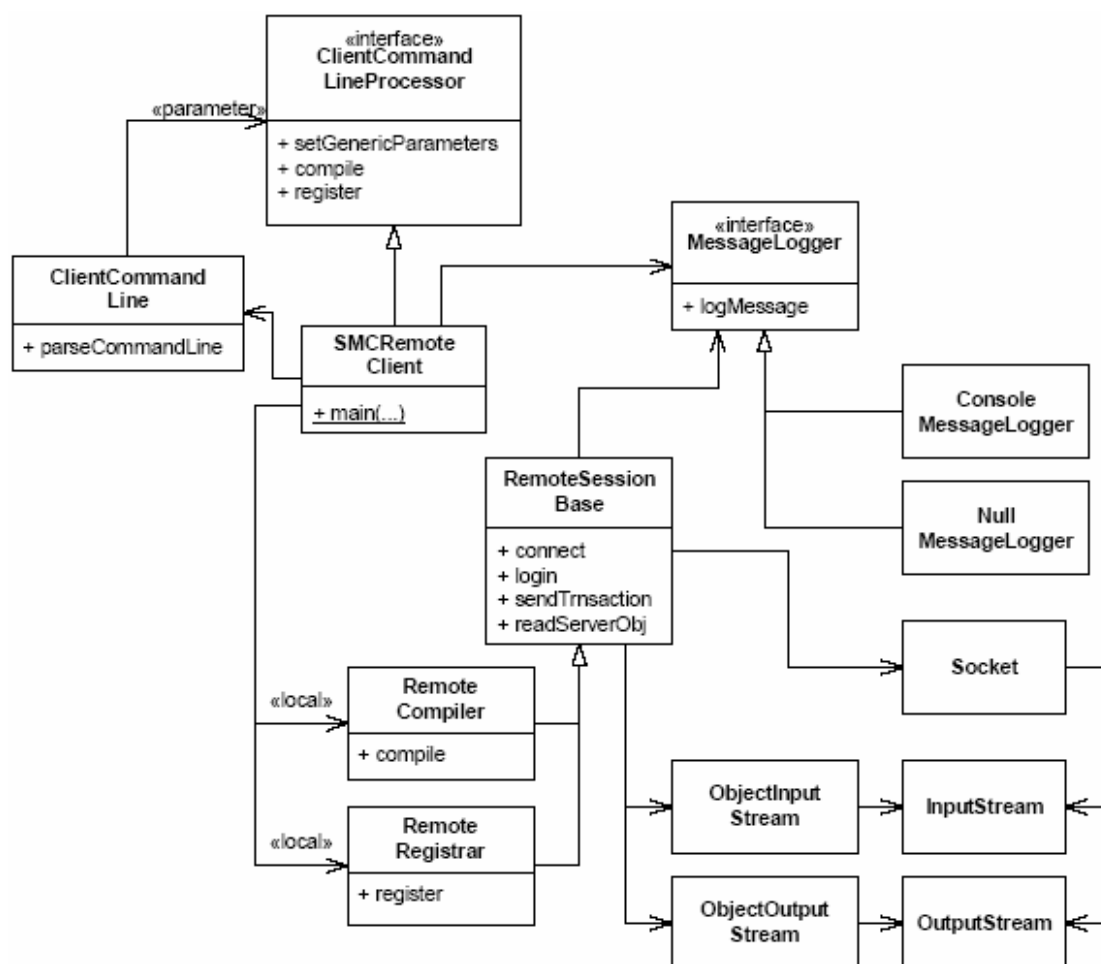 «interface»
ClientCommand
LineProcessor
«parameter»
+ setGenericParameters
+ compile
+ register
«interface»
MessageLogger
+ logMessage
ClientCommand
Line
+ parseCommandLine
SMCRemote
Client
+ main(...)
Console
MessageLogger
RemoteSession
Base
+ connect
+ login
+ sendTrnsaction
+ readServerObj
Null
MessageLogger
Socket
«local»
Remote
Compiler
+ compile
ObjectInput
Stream
InputStream
«local»
Remote
Registrar
+ register
ObjectOutput
Stream
OutputStream